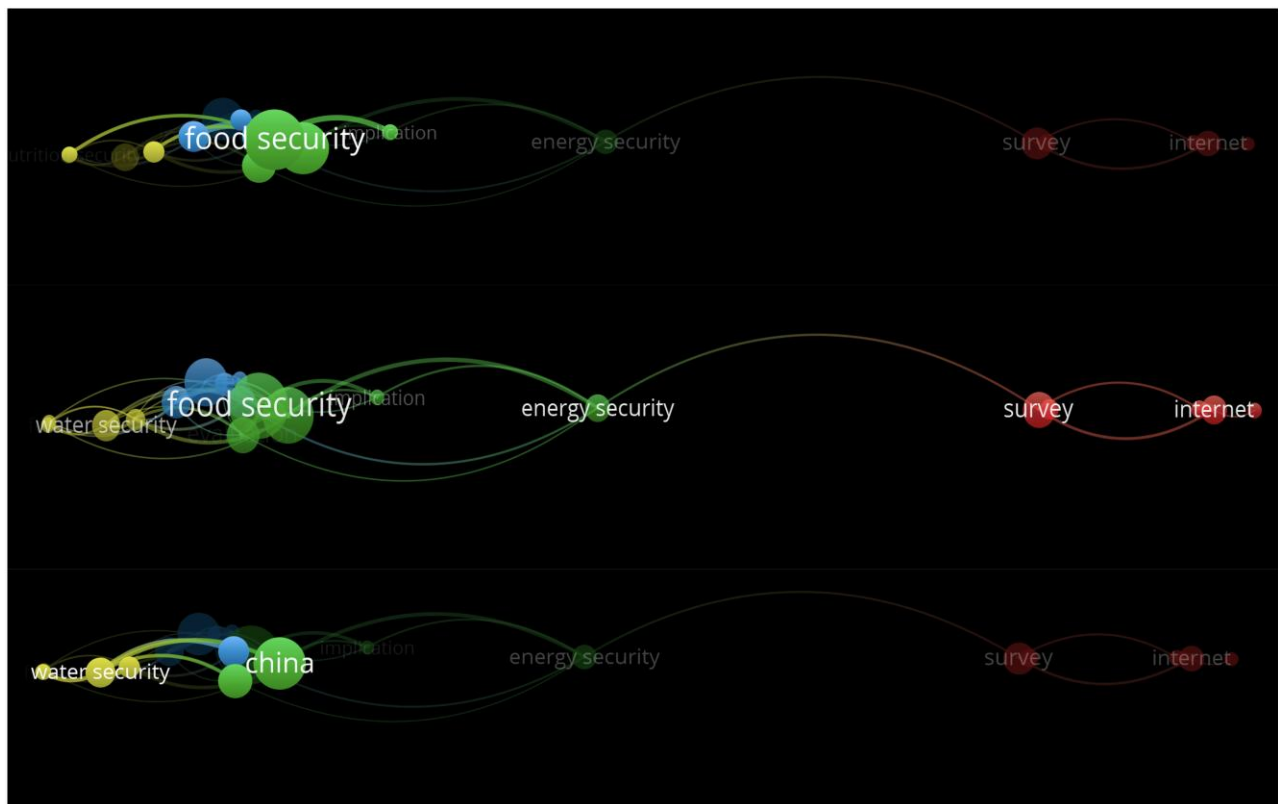 food security
implication
energy security
survey
internet
food security
implication
energy security
survey
internet
water security
china
implication
energy security
survey
internet
water security